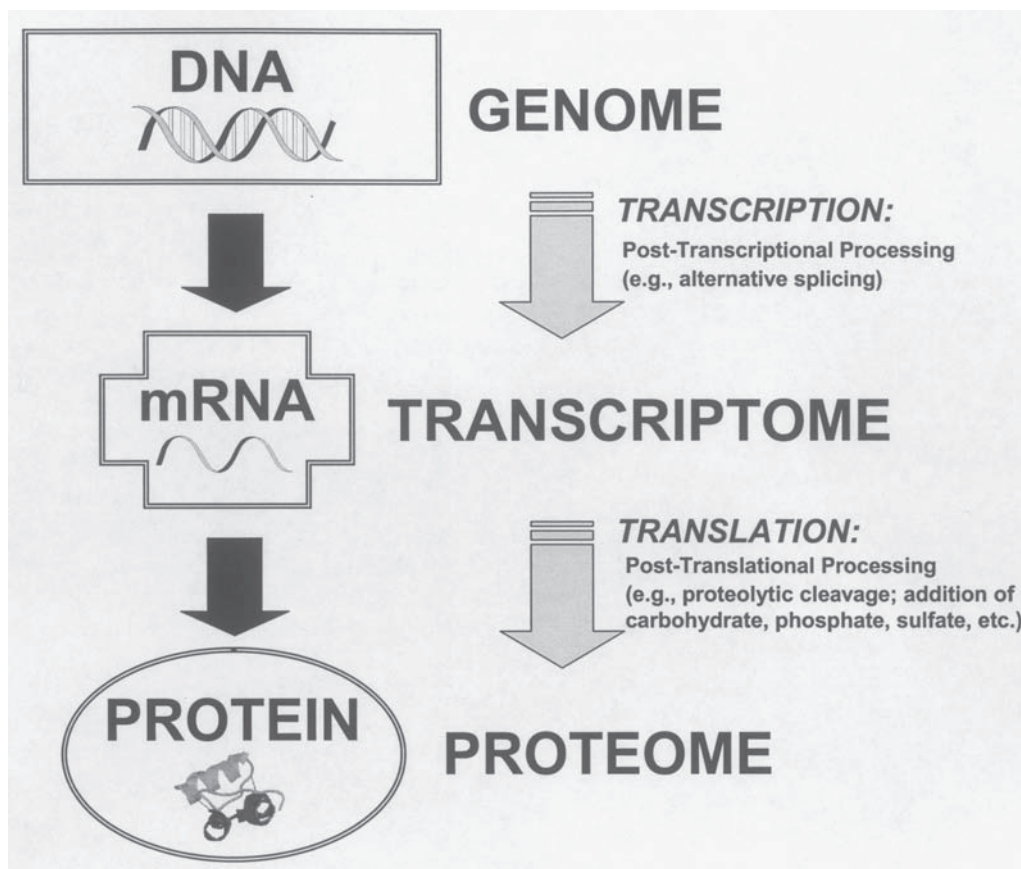 DNA
GENOME
TRANSCRIPTION:
Post-Transcriptional Processing
(e.g., alternative splicing)
mRNA
TRANSCRIPTOME
TRANSLATION:
Post-Translational Processing
(e.g., proteolytic cleavage; addition of
carbohydrate, phosphate, sulfate, etc.)
PROTEIN
PROTEOME